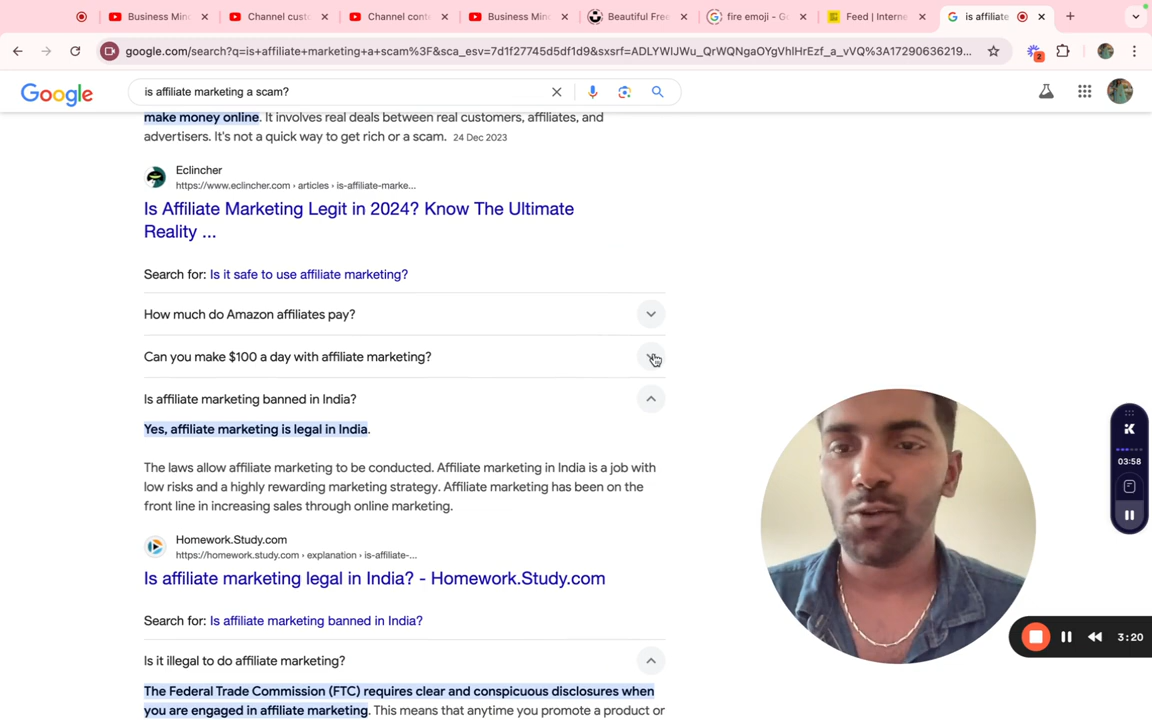 Business Min
Channel cust
Channel cont
Business Min
Beautiful Free
fire emoji - Go
Feed | Interne
is affiliate
google.com/search?q=is+affiliate+marketing+a+scam%3F&sca_esv=7d1f27745d5df1d9&sxsrf=ADLYWIJWu_QrWQNgaOYgVhlHrEzf_a_vVQ%3A17290636219...
2
Google
is affiliate marketing a scam?
make money online. It involves real deals between real customers, affiliates, and
advertisers. It's not a quick way to get rich or a scam. 24 Dec 2023
Eclincher
https://www.eclincher.com › articles › is-affiliate-marke...
Is Affiliate Marketing Legit in 2024? Know The Ultimate
Reality ...
Search for: Is it safe to use affiliate marketing?
How much do Amazon affiliates pay?
Can you make $100 a day with affiliate marketing?
Is affiliate marketing banned in India?
Yes, affiliate marketing is legal in India.
The laws allow affiliate marketing to be conducted. Affiliate marketing in India is a job with
low risks and a highly rewarding marketing strategy. Affiliate marketing has been on the
front line in increasing sales through online marketing.
Homework.Study.com
https://homework.study.com › explanation › is-affiliate-...
Is affiliate marketing legal in India? - Homework.Study.com
Search for: Is affiliate marketing banned in India?
Is it illegal to do affiliate marketing?
The Federal Trade Commission (FTC) requires clear and conspicuous disclosures when
you are engaged in affiliate marketing. This means that anytime you promote a product or
03:58
3:20